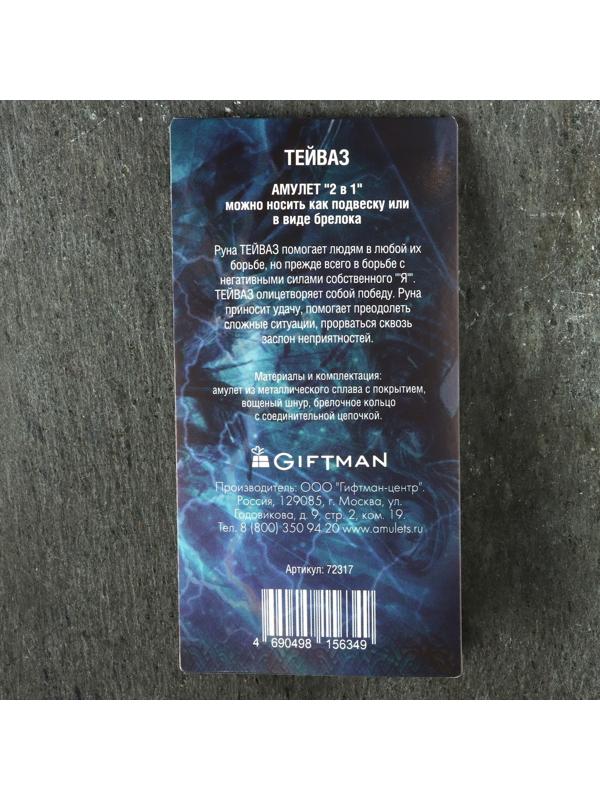 ТЕЙВАЗ
АМУЛЕТ "2 в 1"
можно носить как подвеску или
в виде брелока
Руна ТЕЙВАЗ помогает людям в любой их
борьбе, но прежде всего в борьбе с
негативными силами собственного ""Я"".
ТЕЙВАЗ олицетворяет собой победу. Руна
приносит удачу, помогает преодолеть
сложные ситуации, прорваться сквозь
заслон неприятностей.
Материалы и комплектация:
амулет из металлического сплава с покрытием,
вощеный шнур, брелочное кольцо
с соединительной цепочкой.
GIFTMAN
Производитель: ООО "Гифтман-центр".
Россия, 129085, г. Москва, ул.
Годовикова, д. 9, стр. 2, ком. 19.
Тел. 8 (800) 350 94 20 www.amulets.ru
Артикул: 72317
4 690498 156349